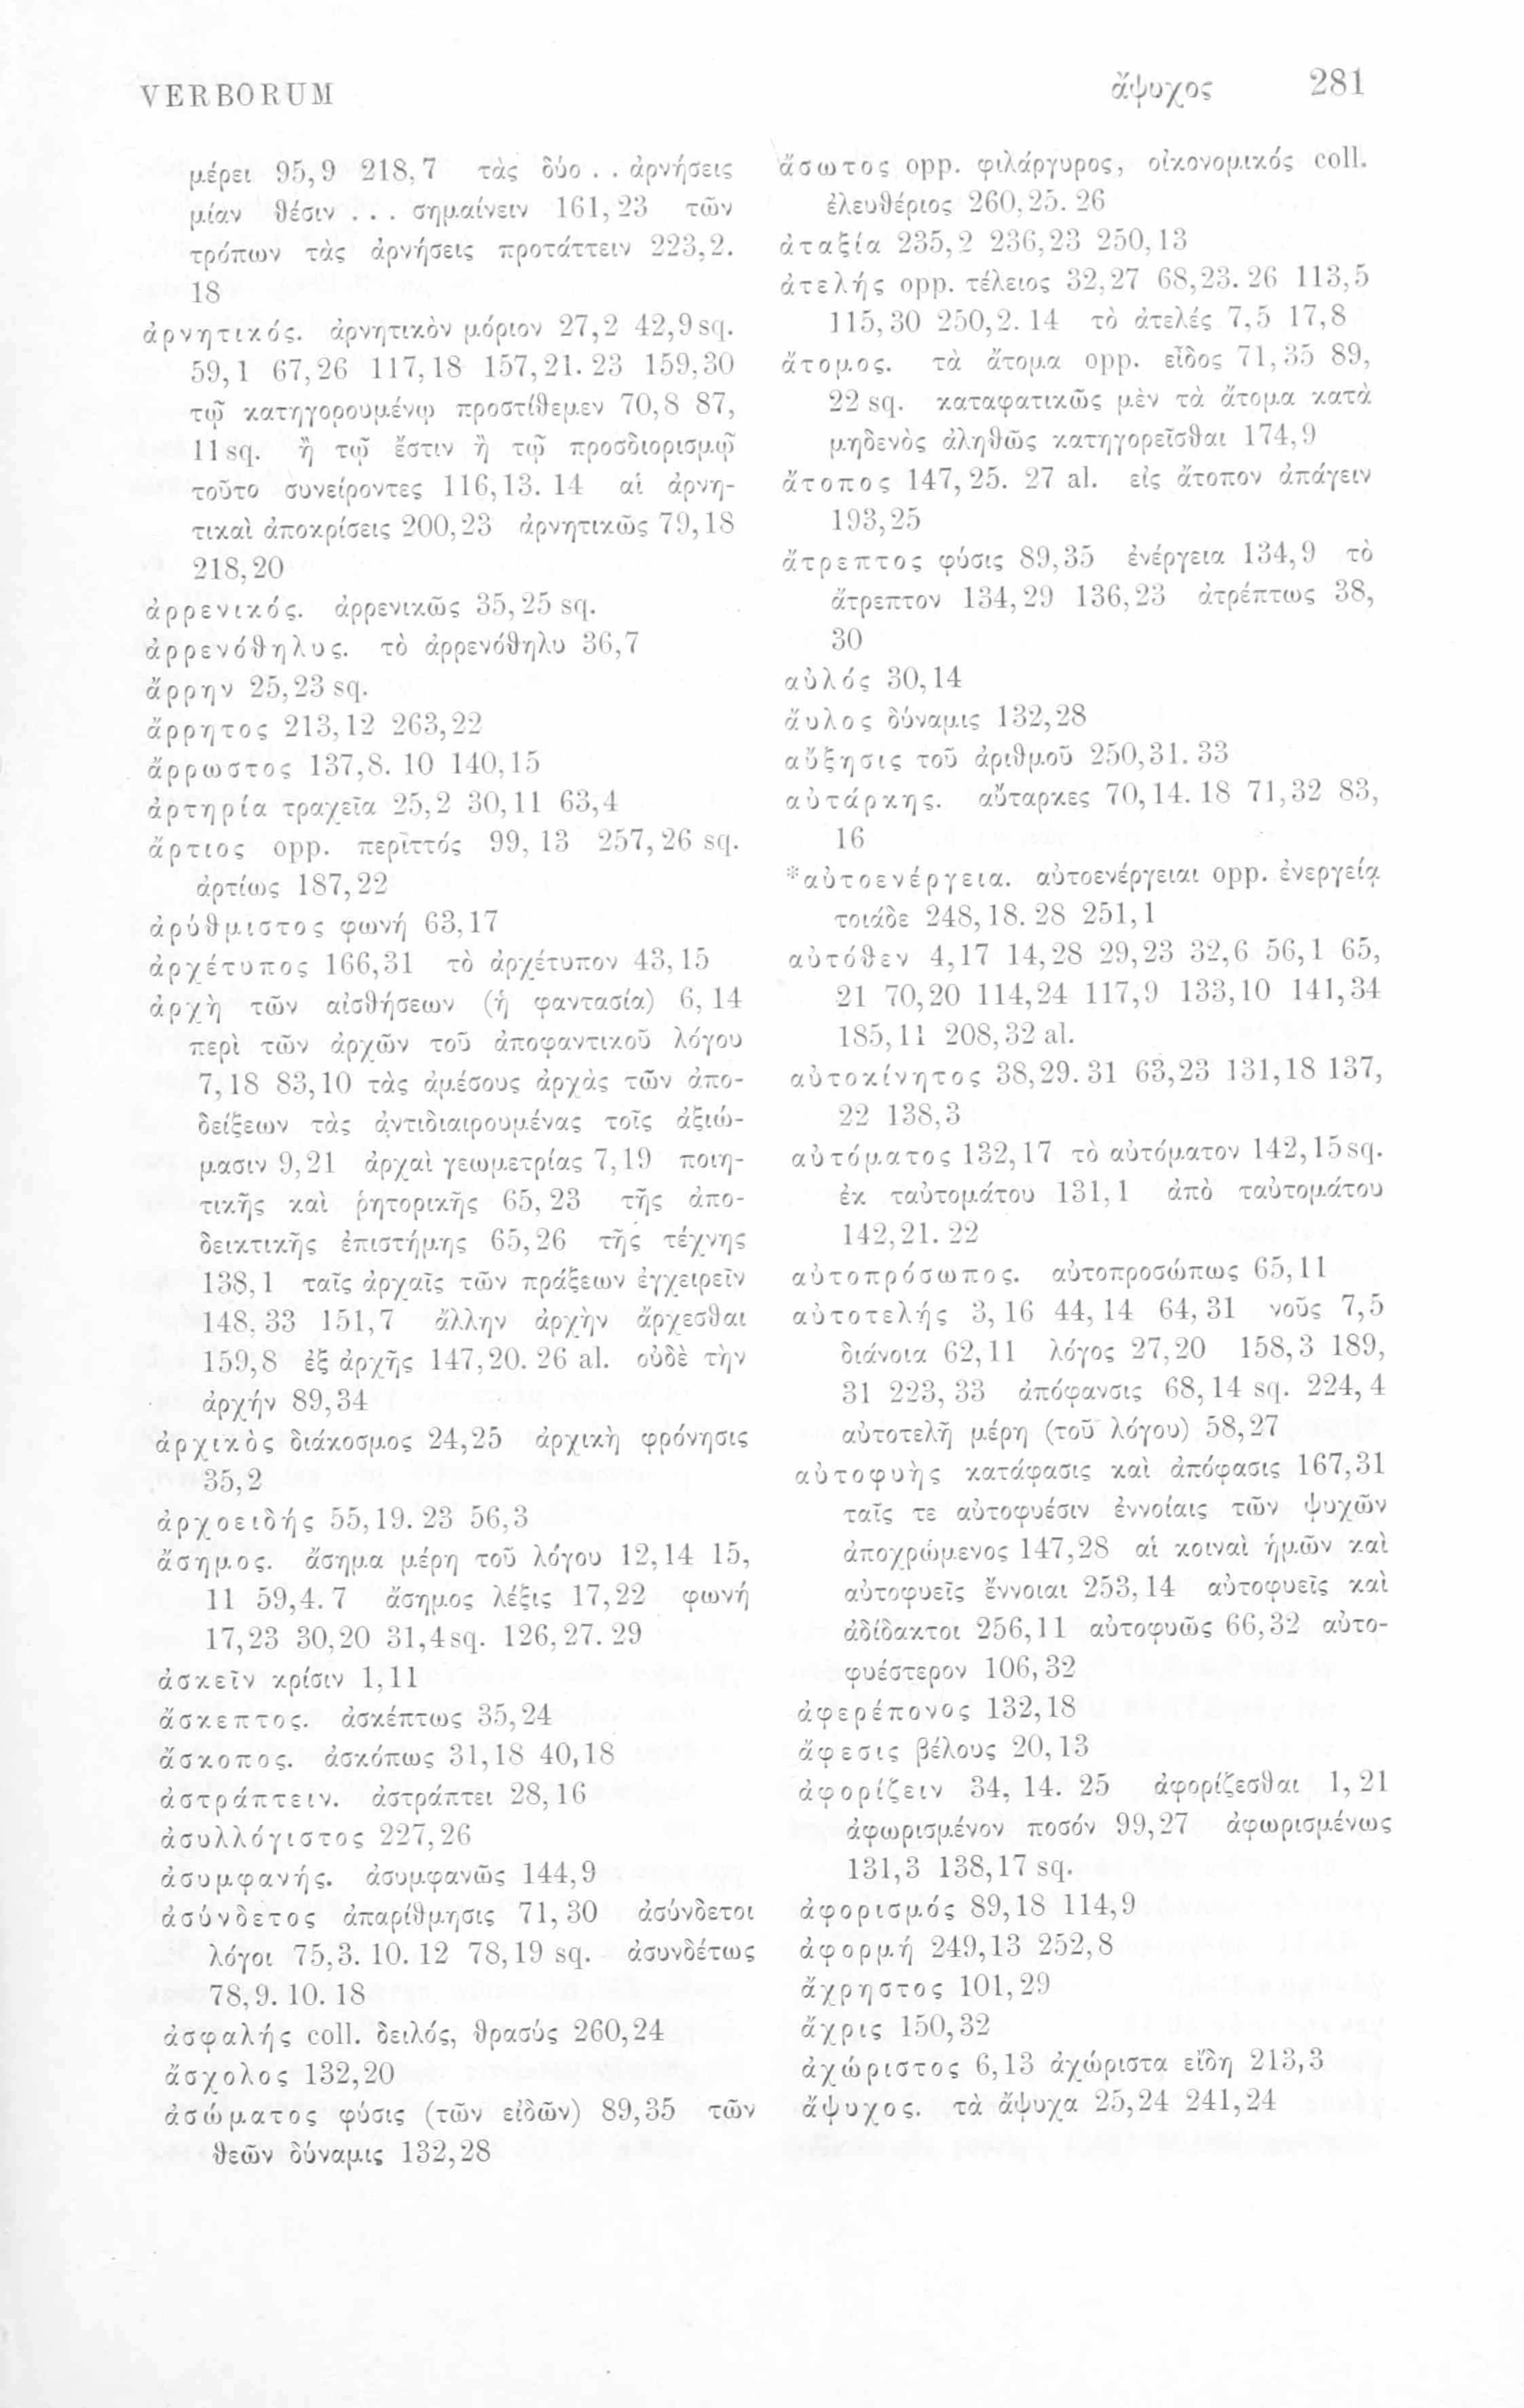 VERBORUM ἄψυχος 281
μέρει 95,9 218,7 τὰς δύο . . ἀρνήσεις
μίαν θέσιν . . . σημαίνειν 161,23 τῶν
τρόπων τὰς ἀρνήσεις προτάττειν 223,2.
18
ἀρνητικός. ἀρνητικὸν μόριον 27,2 42,9 sq.
59,1 67,26 117,18 157,21. 23 159,30
τῷ κατηγορουμένῳ προστίθεμεν 70,8 87,
11 sq. ἢ τῷ ἔστιν ἢ τῷ προσδιορισμῷ
τοῦτο συνείροντες 116,13. 14 αἱ ἀρνη-
τικαὶ ἀποκρίσεις 200,23 ἀρνητικῶς 79,18
218,20
ἀρρενικός. ἀρρενικῶς 35,25 sq.
ἀρρενόθηλυς. τὸ ἀρρενόθηλυ 36,7
ἄρρην 25,23 sq.
ἄρρητος 213,12 263,22
ἄρρωστος 137,8. 10 140,15
ἀρτηρία τραχεῖα 25,2 30,11 63,4
ἄρτιος opp. περιττός 99, 13 257, 26 sq.
ἀρτίως 187,22
ἀρύθμιστος φωνή 63,17
ἀρχέτυπος 166,31 τὸ ἀρχέτυπον 43,15
ἀρχὴ τῶν αἰσθήσεων (ἡ φαντασία) 6, 14
περὶ τῶν ἀρχῶν τοῦ ἀποφαντικοῦ λόγου
7,18 83,10 τὰς ἀμέσους ἀρχὰς τῶν ἀπο-
δείξεων τὰς ἀντιδιαιρουμένας τοῖς ἀξιώ-
μασιν 9,21 ἀρχαὶ γεωμετρίας 7,19 ποιη-
τικῆς καὶ ῥητορικῆς 65, 23 τῆς ἀπο-
δεικτικῆς ἐπιστήμης 65,26 τῆς τέχνης
138,1 ταῖς ἀρχαῖς τῶν πράξεων ἐγχειρεῖν
148, 33 151,7 ἄλλην ἀρχὴν ἄρχεσθαι
159,8 ἐξ ἀρχῆς 147,20. 26 al. οὐδὲ τὴν
ἀρχήν 89,34
ἀρχικὸς διάκοσμος 24,25 ἀρχικὴ φρόνησις
35,2
ἀρχοειδής 55,19. 23 56,3
ἄσημος. ἄσημα μέρη τοῦ λόγου 12,14 15,
11 59,4. 7 ἄσημος λέξις 17,22 φωνή
17,23 30,20 31,4 sq. 126,27. 29
ἀσκεῖν κρίσιν 1,11
ἄσκεπτος. ἀσκέπτως 35,24
ἄσκοπος. ἀσκόπως 31,18 40,18
ἀστράπτειν. ἀστράπτει 28,16
ἀσυλλόγιστος 227,26
ἀσυμφανής. ἀσυμφανῶς 144,9
ἀσύνδετος ἀπαρίθμησις 71, 30 ἀσύνδετοι
λόγοι 75,3. 10. 12 78,19 sq. ἀσυνδέτως
78,9. 10. 18
ἀσφαλής coll. δειλός, θρασύς 260,24
ἄσχολος 132,20
ἀσώματος φύσις (τῶν εἰδῶν) 89,35 τῶν
θεῶν δύναμις 132,28
ἄσωτος opp. φιλάργυρος, οἰκονομικός coll.
ἐλευθέριος 260,25. 26
ἀταξία 235,2 236,23 250,13
ἀτελής opp. τέλειος 32,27 68,23. 26 113,5
115,30 250,2. 14 τὸ ἀτελές 7,5 17,8
ἄτομος. τὰ ἄτομα opp. εἶδος 71,35 89,
22 sq. καταφατικῶς μὲν τὰ ἄτομα κατὰ
μηδενὸς ἀληθῶς κατηγορεῖσθαι 174,9
ἄτοπος 147, 25. 27 al. εἰς ἄτοπον ἀπάγειν
193,25
ἄτρεπτος φύσις 89,35 ἐνέργεια 134,9 τὸ
ἄτρεπτον 134,29 136,23 ἀτρέπτως 38,
30
αὐλός 30,14
ἄυλος δύναμις 132,28
αὔξησις τοῦ ἀριθμοῦ 250,31. 33
αὐτάρκης. αὔταρκες 70,14. 18 71,32 83,
16
*αὐτοενέργεια. αὐτοενέργειαι opp. ἐνεργείᾳ
τοιάδε 248,18. 28 251,1
αὐτόθεν 4,17 14,28 29,23 32,6 56,1 65,
21 70,20 114,24 117,9 133,10 141,34
185,11 208,32 al.
αὐτοκίνητος 38,29. 31 63,23 131,18 137,
22 138,3
αὐτόματος 132,17 τὸ αὐτόματον 142,15 sq.
ἐκ ταὐτομάτου 131,1 ἀπὸ ταὐτομάτου
142,21. 22
αὐτοπρόσωπος. αὐτοπροσώπως 65,11
αὐτοτελής 3, 16 44, 14 64, 31 νοῦς 7,5
διάνοια 62,11 λόγος 27,20 158,3 189,
31 223, 33 ἀπόφανσις 68,14 sq. 224, 4
αὐτοτελῆ μέρη (τοῦ λόγου) 58,27
αὐτοφυὴς κατάφασις καὶ ἀπόφασις 167,31
ταῖς τε αὐτοφυέσιν ἐννοίαις τῶν ψυχῶν
ἀποχρώμενος 147,28 αἱ κοιναὶ ἡμῶν καὶ
αὐτοφυεῖς ἔννοιαι 253,14 αὐτοφυεῖς καὶ
ἀδίδακτοι 256,11 αὐτοφυῶς 66,32 αὐτο-
φυέστερον 106,32
ἀφερέπονος 132,18
ἄφεσις βέλους 20,13
ἀφορίζειν 34, 14. 25 ἀφορίζεσθαι 1, 21
ἀφωρισμένον ποσόν 99,27 ἀφωρισμένως
131,3 138,17 sq.
ἀφορισμός 89,18 114,9
ἀφορμή 249,13 252,8
ἄχρηστος 101,29
ἄχρις 150,32
ἀχώριστος 6,13 ἀχώριστα εἴδη 213,3
ἄψυχος. τὰ ἄψυχα 25,24 241,24